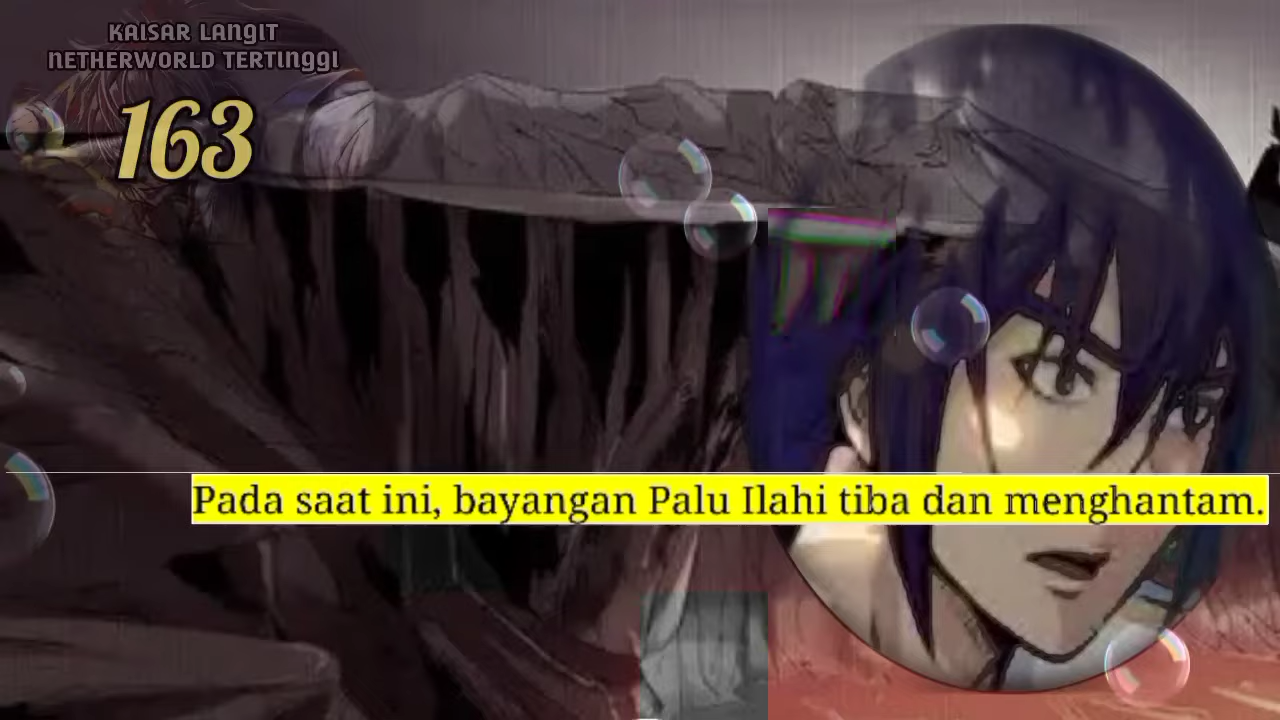 KAISAR LANGIT
NETHERWORLD TERTINGGI
163
Pada saat ini, bayangan Palu Ilahi tiba dan menghantam.